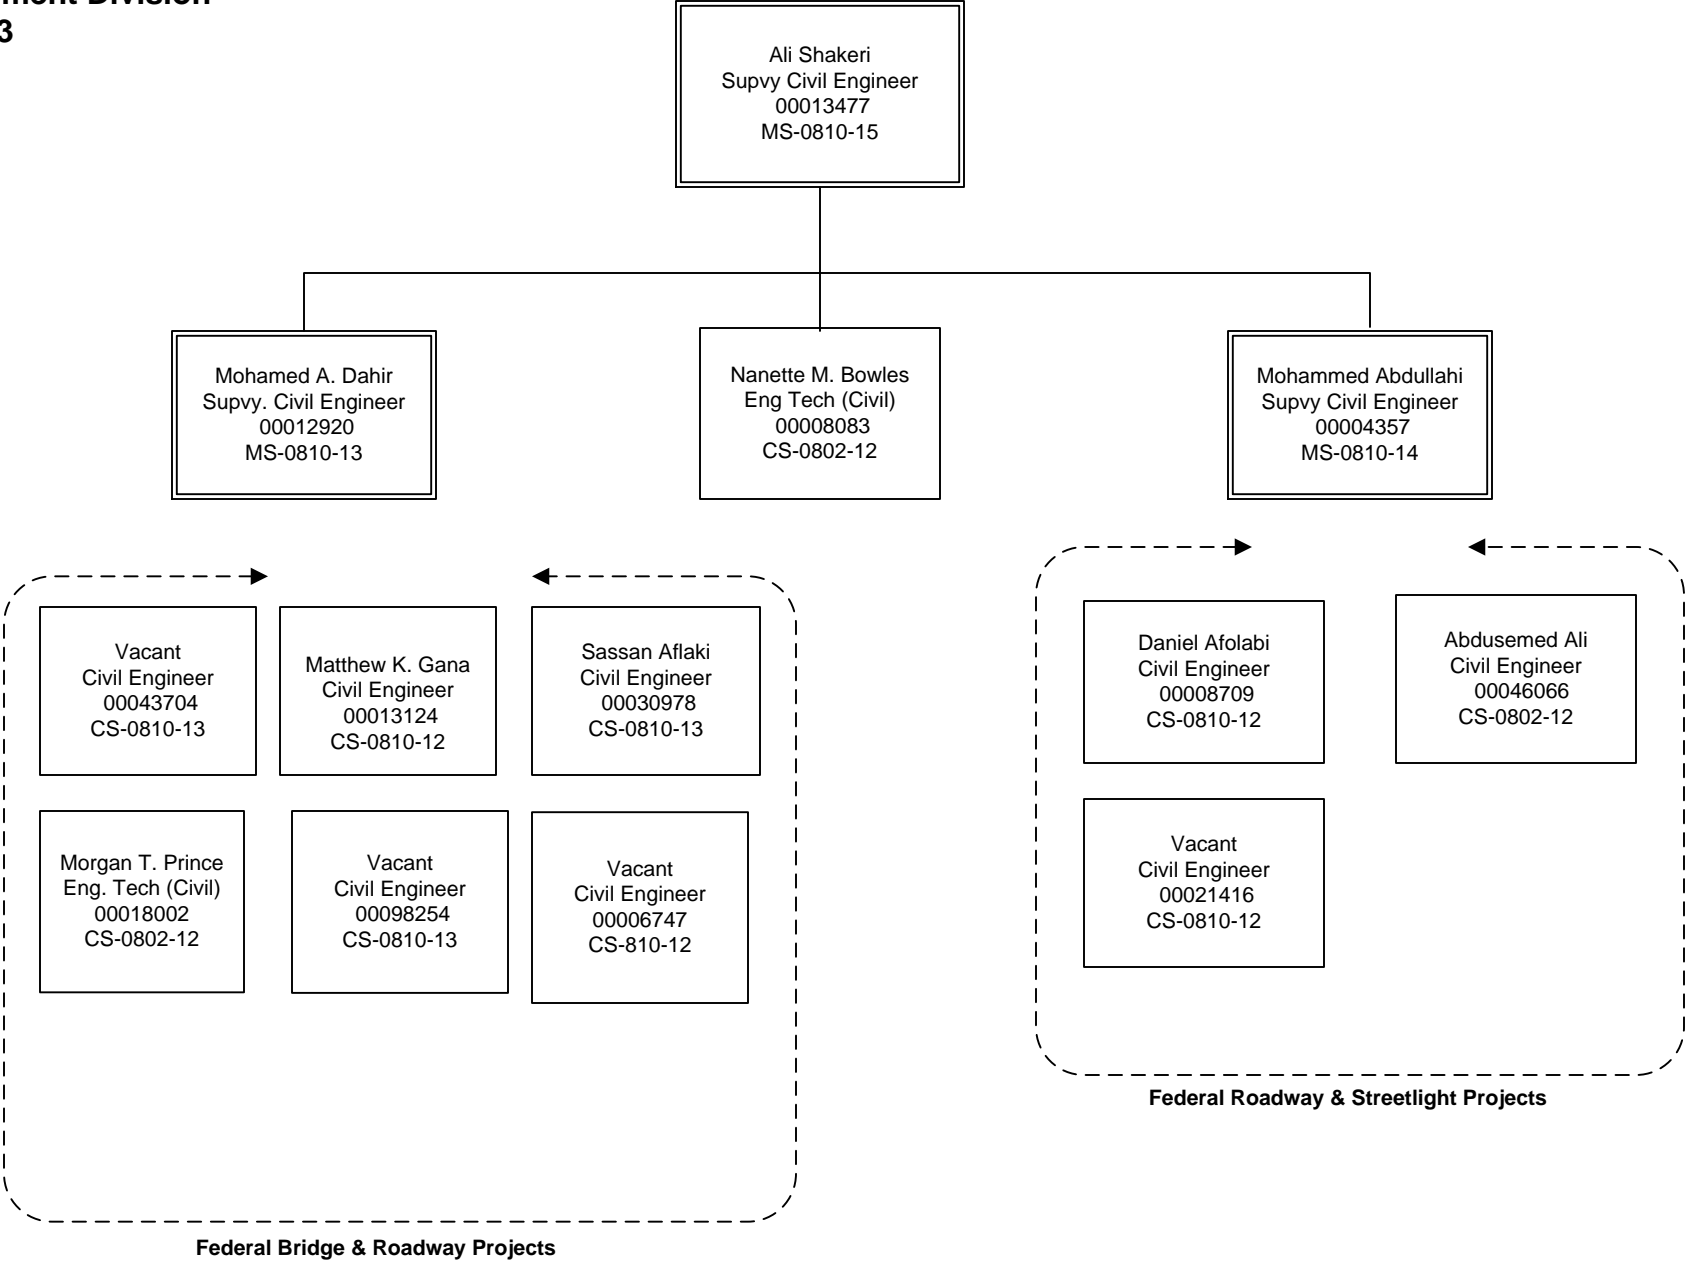 Division
3
Ali Shakeri
Supvy Civil Engineer
00013477
MS-0810-15
Mohamed A. Dahir
Supvy. Civil Engineer
00012920
MS-0810-13
Nanette M. Bowles
Eng Tech (Civil)
00008083
CS-0802-12
Mohammed Abdullahi
Supvy Civil Engineer
00004357
MS-0810-14
Vacant
Civil Engineer
00043704
CS-0810-13
Matthew K. Gana
Civil Engineer
00013124
CS-0810-12
Sassan Aflaki
Civil Engineer
00030978
CS-0810-13
Morgan T. Prince
Eng. Tech (Civil)
00018002
CS-0802-12
Vacant
Civil Engineer
00098254
CS-0810-13
Vacant
Civil Engineer
00006747
CS-810-12
Federal Bridge & Roadway Projects
Daniel Afolabi
Civil Engineer
00008709
CS-0810-12
Abdusemed Ali
Civil Engineer
00046066
CS-0802-12
Vacant
Civil Engineer
00021416
CS-0810-12
Federal Roadway & Streetlight Projects